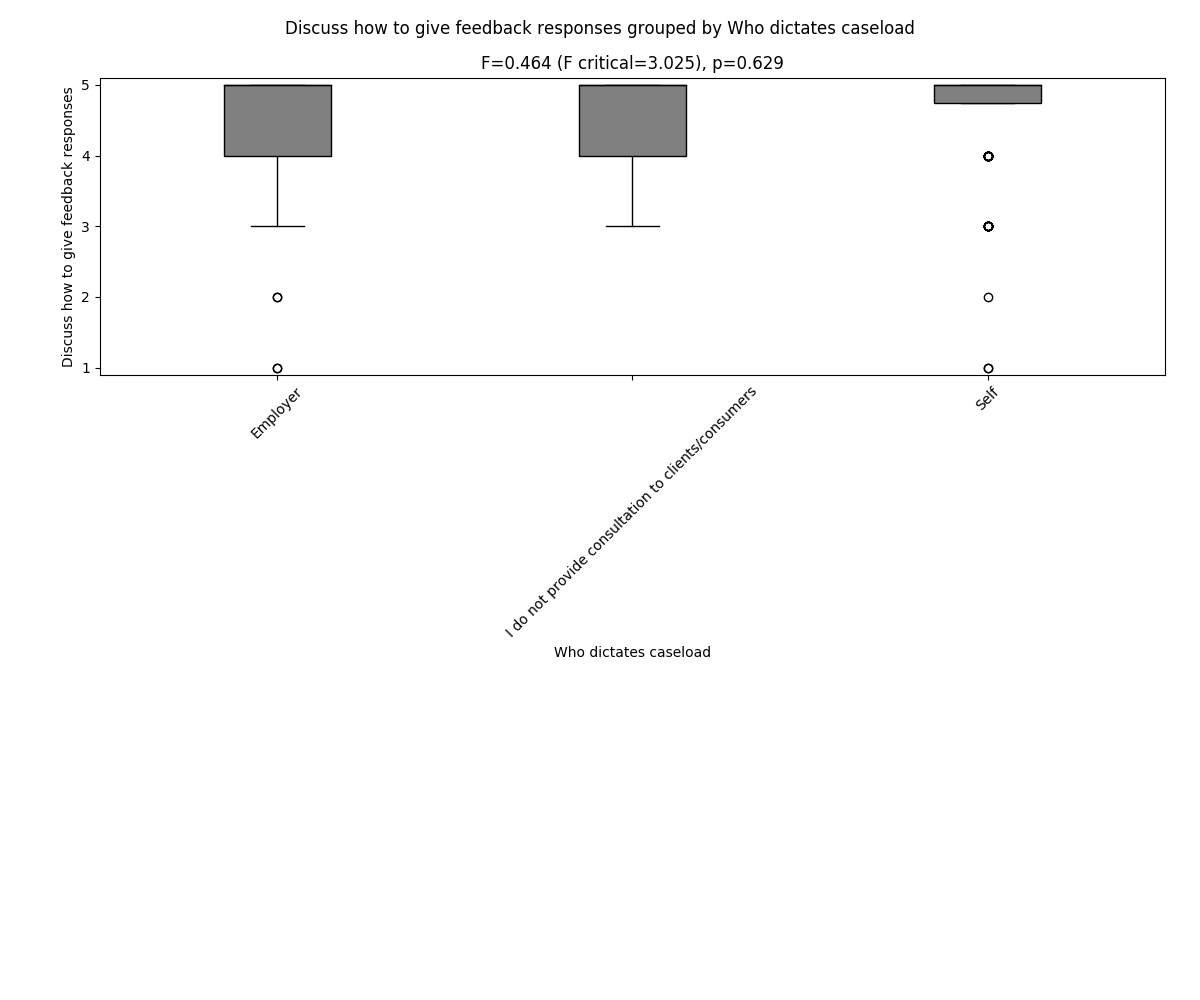 Discuss how to give feedback responses grouped by Who dictates caseload
F=0.464 (F critical=3.025), p=0.629
Discuss how to give feedback responses
5
4
3
2
1
Employer
I do not provide consultation to clients/consumers
Self
Who dictates caseload